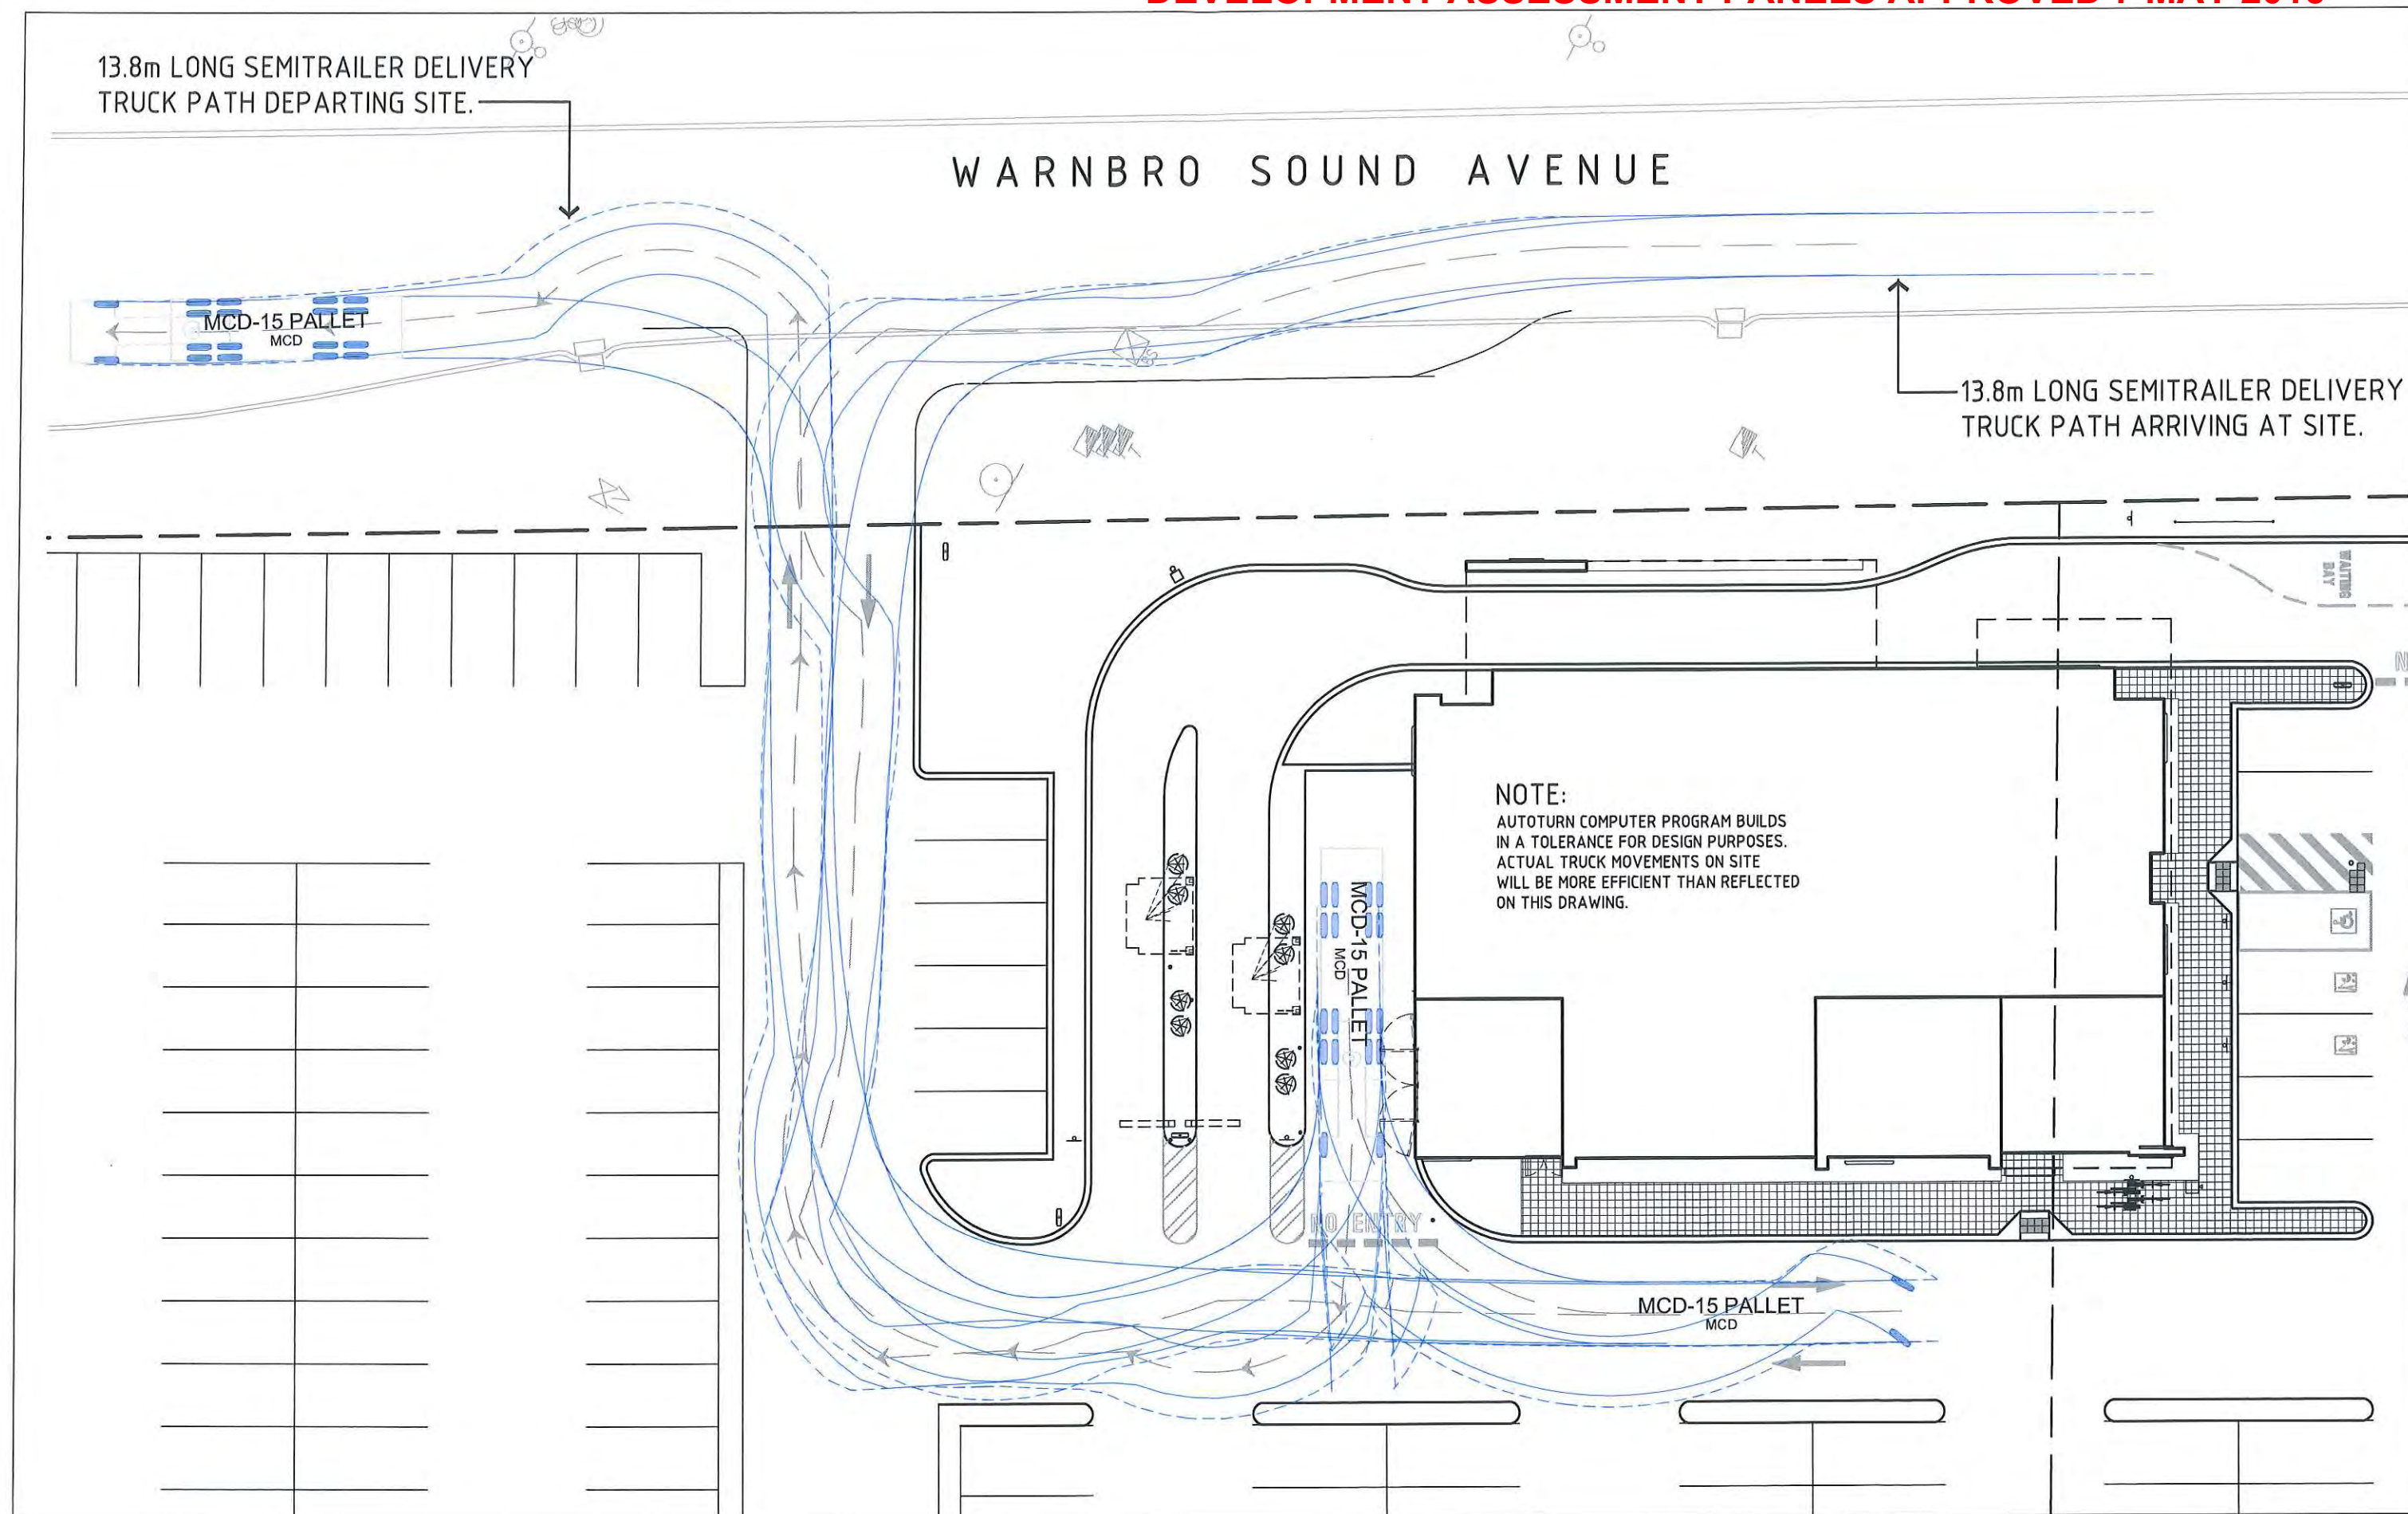 13.8m LONG SEMITRAILER DELIVERY
TRUCK PATH DEPARTING SITE.
WARNBRO SOUND AVENUE
MCD-15 PALLET
MCD
13.8m LONG SEMITRAILER DELIVERY
TRUCK PATH ARRIVING AT SITE.
WAITING
BAY
NOTE:
AUTOTURN COMPUTER PROGRAM BUILDS
IN A TOLERANCE FOR DESIGN PURPOSES.
ACTUAL TRUCK MOVEMENTS ON SITE
WILL BE MORE EFFICIENT THAN REFLECTED
ON THIS DRAWING.
MCD-15 PALLET
MCD
NO ENTRY
MCD-15 PALLET
MCD